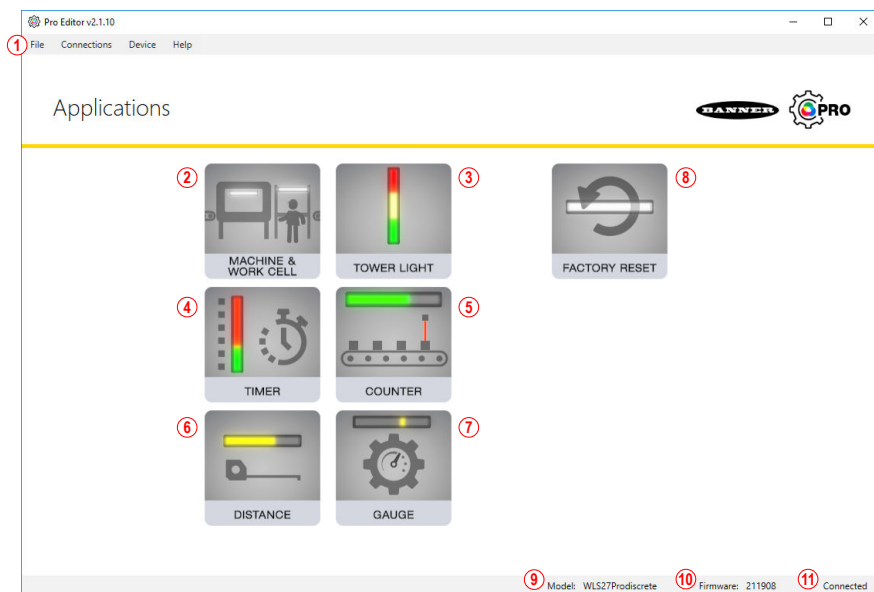 Pro Editor v2.1.10
1 File Connections Device Help
Applications
BANNER PRO
2 3 8
MACHINE & WORK CELL
TOWER LIGHT
FACTORY RESET
4 5
TIMER
COUNTER
6 7
DISTANCE
GAUGE
9 Model: WLS27Prodiscrete 10 Firmware: 211908 11 Connected